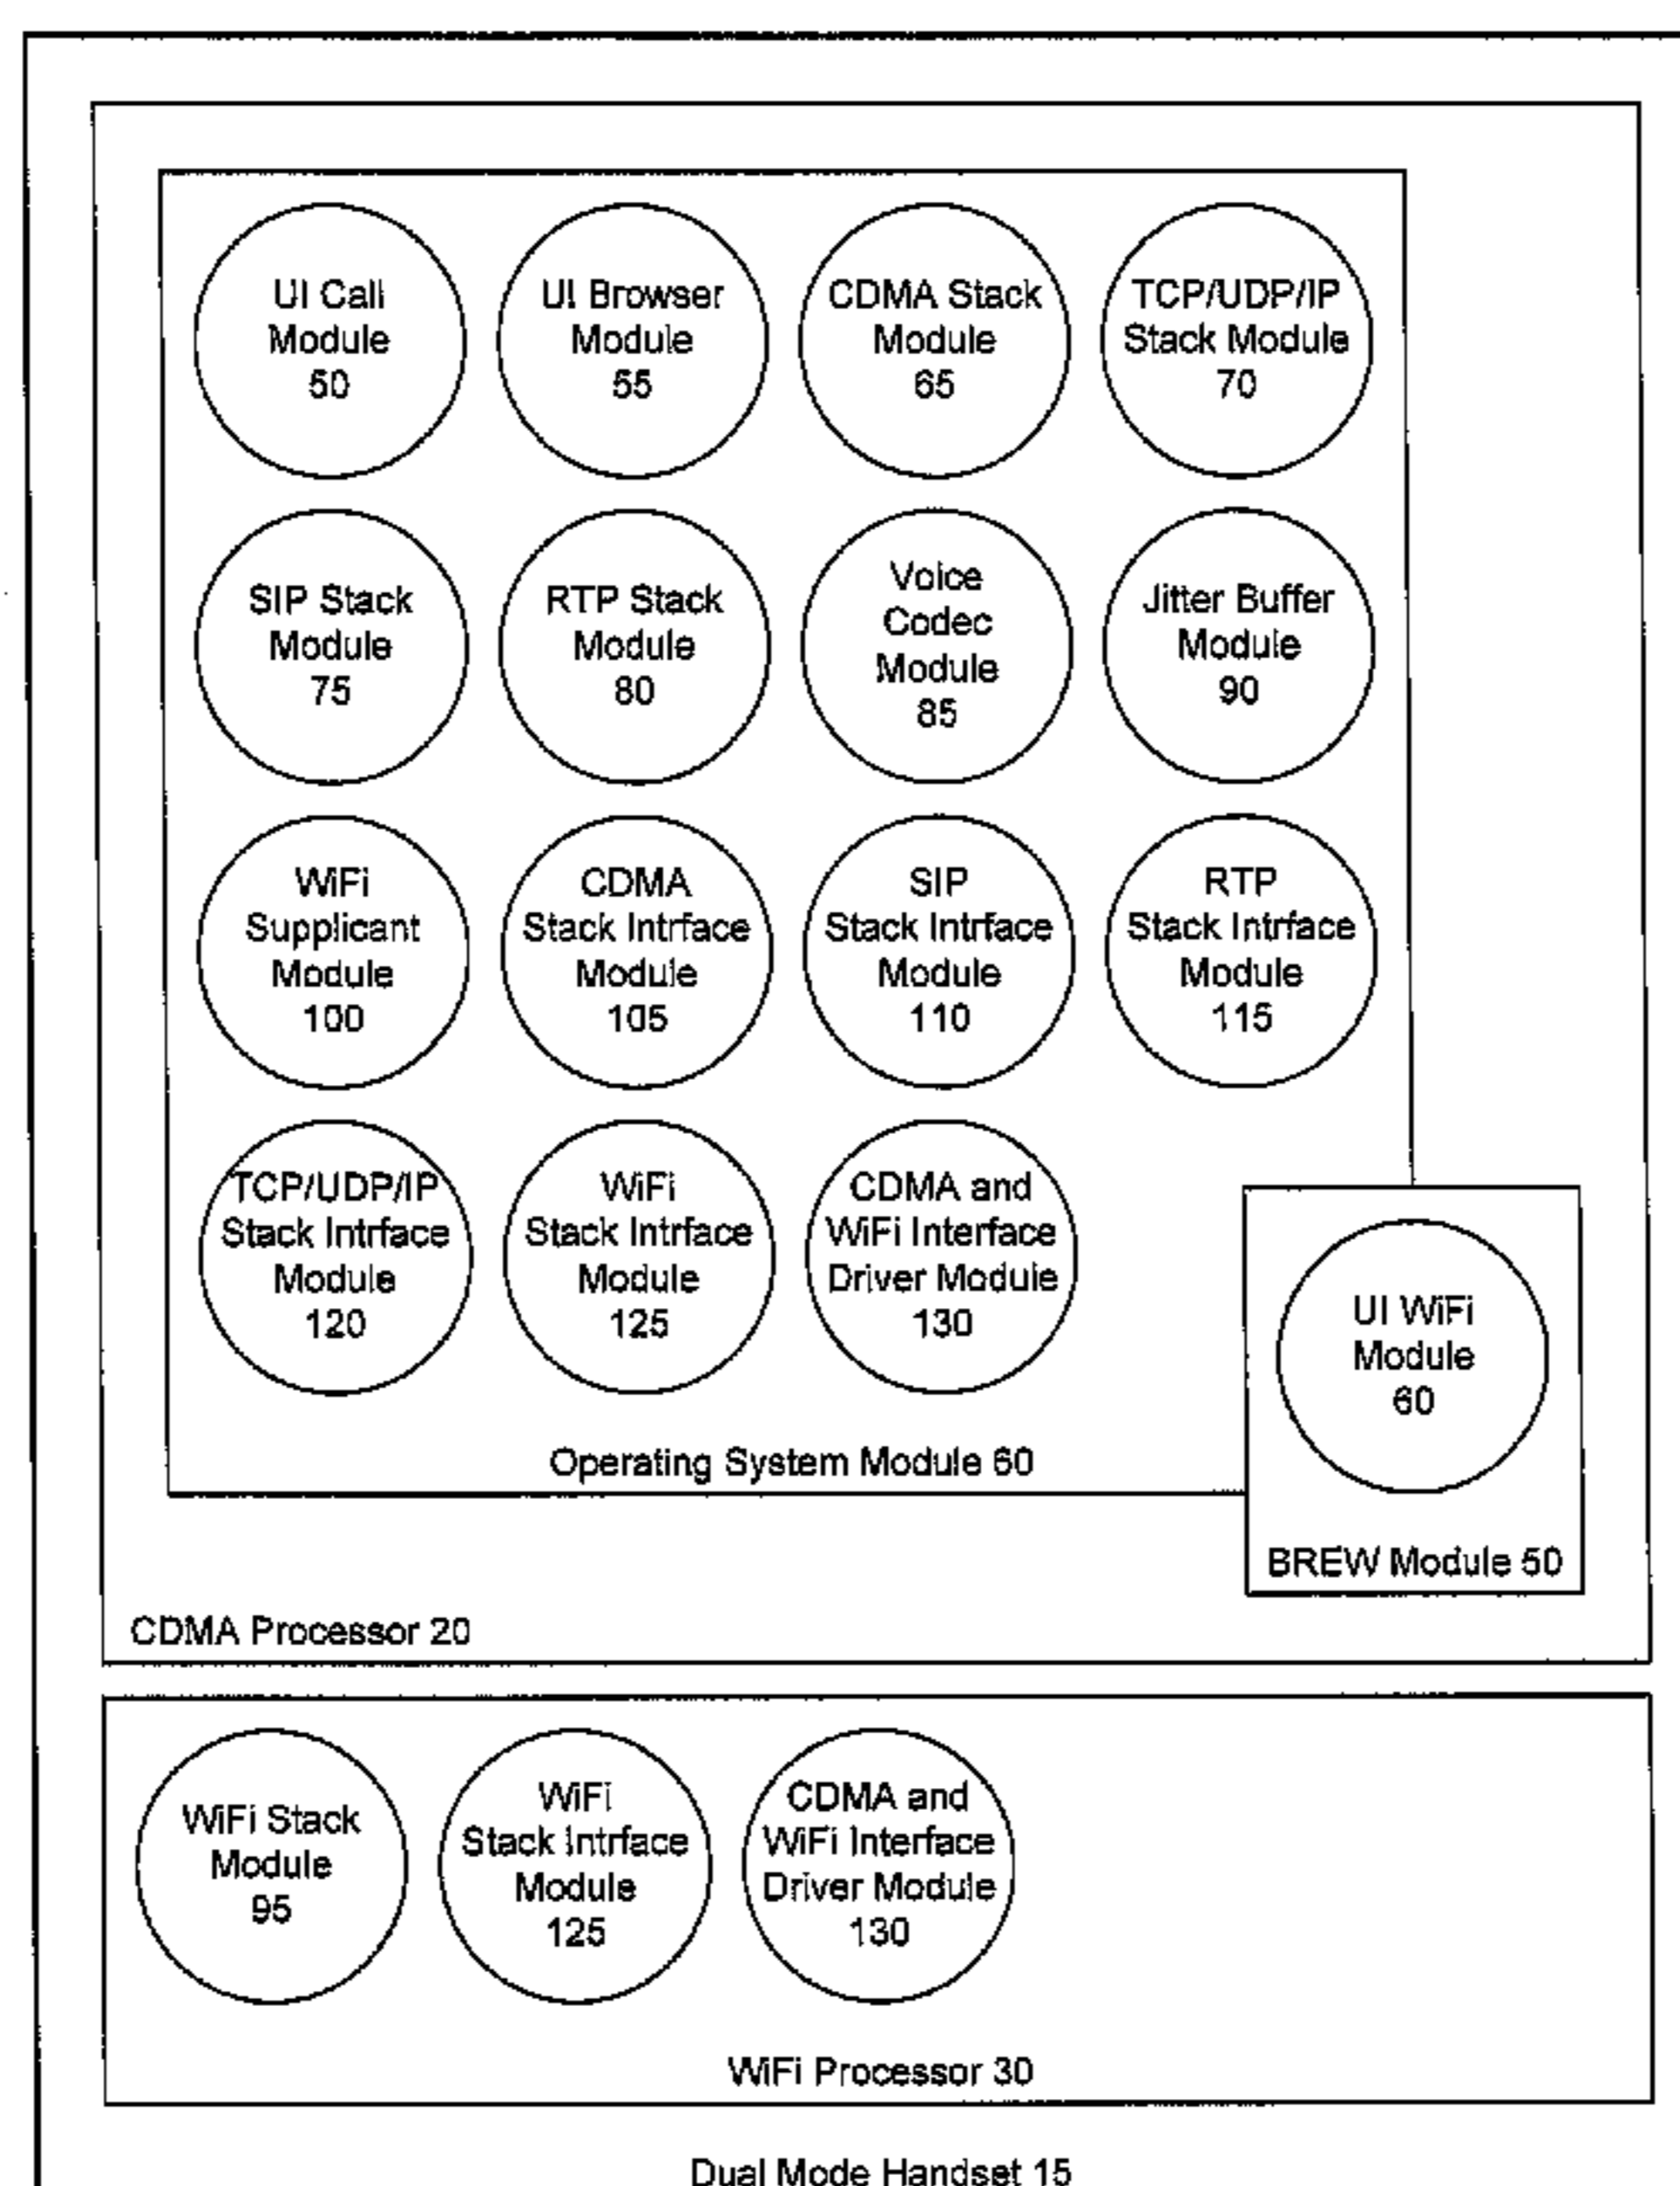 UI Call
Module
50
UI Browser
Module
55
CDMA Stack
Module
65
TCP/UDP/IP
Stack Module
70
SIP Stack
Module
75
RTP Stack
Module
80
Voice
Codec
Module
85
Jitter Buffer
Module
90
WiFi
Supplicant
Module
100
CDMA
Stack Intrface
Module
105
SIP
Stack Intrface
Module
110
RTP
Stack Intrface
Module
115
TCP/UDP/IP
Stack Intrface
Module
120
WiFi
Stack Intrface
Module
125
CDMA and
WiFi Interface
Driver Module
130
UI WiFi
Module
60
Operating System Module 60
BREW Module 50
CDMA Processor 20
WiFi Stack
Module
95
WiFi
Stack Intrface
Module
125
CDMA and
WiFi Interface
Driver Module
130
WiFi Processor 30
Dual Mode Handset 15